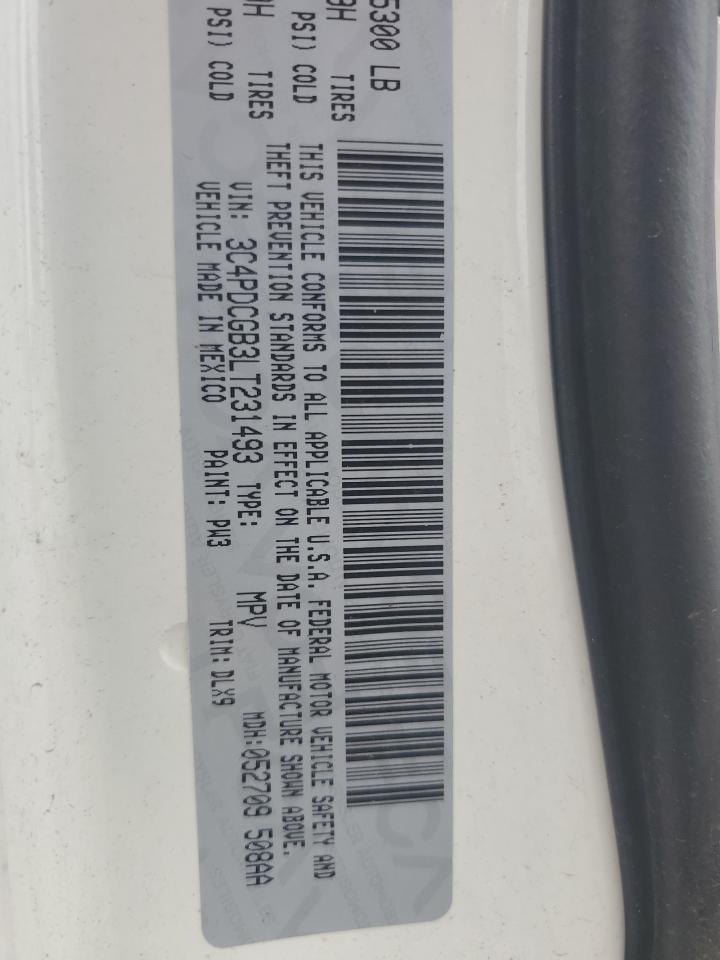 5300 LB
9H TIRES
PSI) COLD
9H TIRES
PSI) COLD
THIS VEHICLE CONFORMS TO ALL APPLICABLE U.S.A. FEDERAL MOTOR VEHICLE SAFETY AND
THEFT PREVENTION STANDARDS IN EFFECT ON THE DATE OF MANUFACTURE SHOWN ABOVE.
VIN: 3C4PDCGB3LT231493 TYPE: MPV MDH:052709 508AA
VEHICLE MADE IN MEXICO PAINT: PW3 TRIM: DLX9